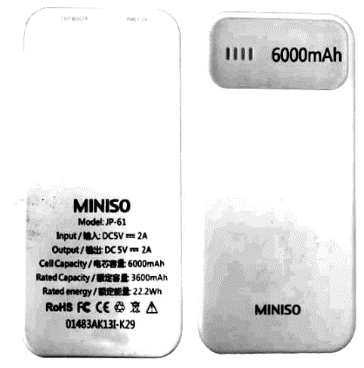 MINISO
Model: JP-61
Input / 输入: DC5V ⎓ 2A
Output / 输出: DC 5V ⎓ 2A
Cell Capacity / 电芯容量: 6000mAh
Rated Capacity / 额定容量: 3600mAh
Rated energy / 额定能量: 22.2Wh
RoHS FC CE
01483AK13I-K29
6000mAh
MINISO